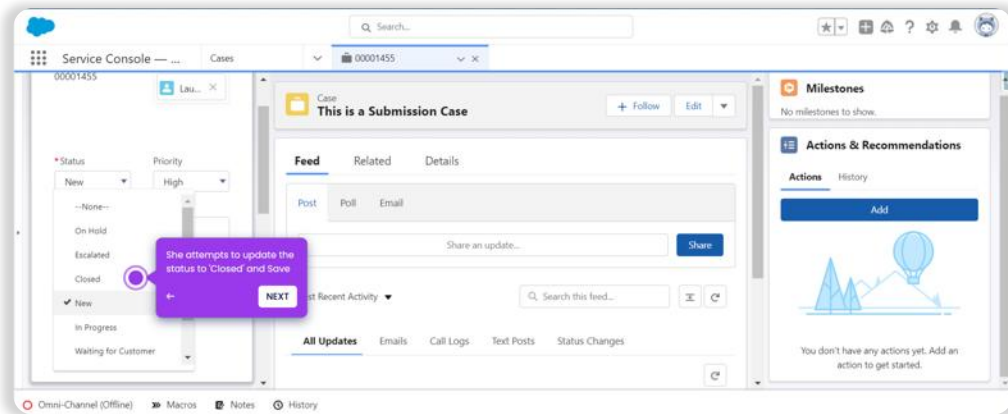 Search...
Service Console — ...
Cases
00001455
00001455
Lau...
*Status
Priority
New
High
--None--
On Hold
Escalated
Closed
New
In Progress
Waiting for Customer
She attempts to update the
status to 'Closed' and Save
NEXT
Case
This is a Submission Case
+ Follow
Edit
Feed
Related
Details
Post
Poll
Email
Share an update...
Share
Recent Activity
Search this feed...
All Updates
Emails
Call Logs
Text Posts
Status Changes
Milestones
No milestones to show.
Actions & Recommendations
Actions
History
Add
You don't have any actions yet. Add an
action to get started.
Omni-Channel (Offline)
Macros
Notes
History